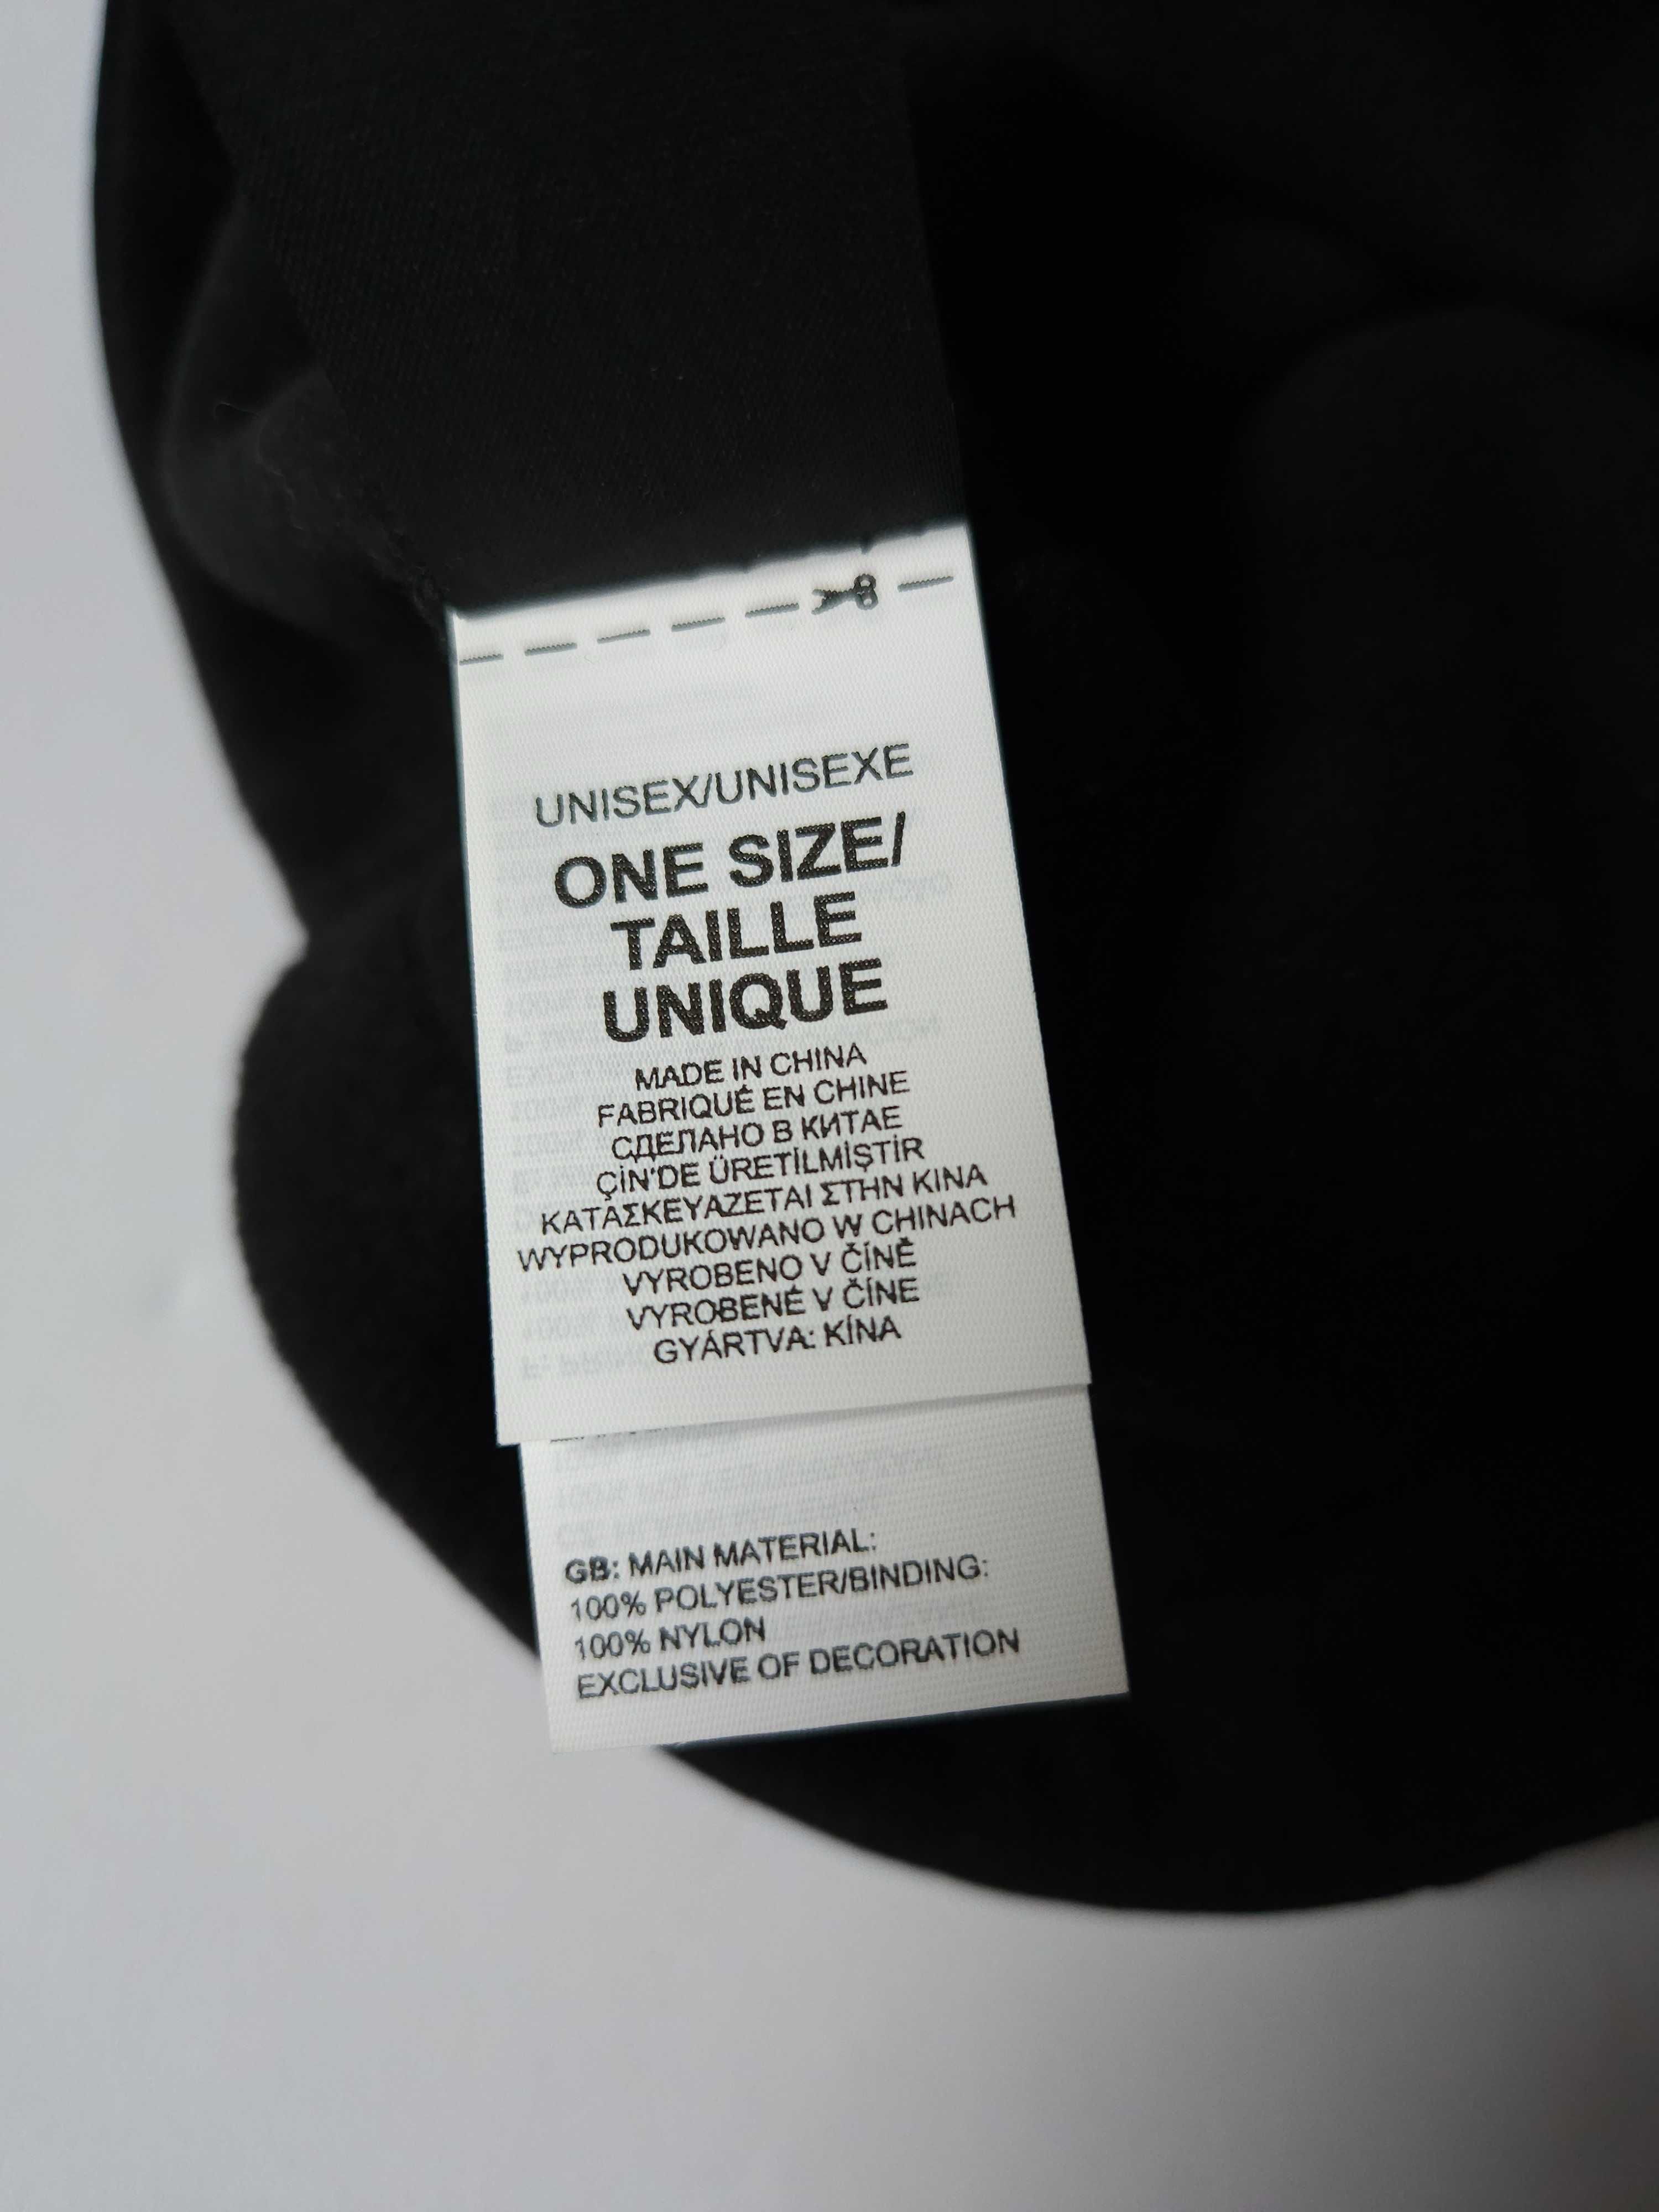 UNISEX/UNISEXE
ONE SIZE/
TAILLE
UNIQUE
MADE IN CHINA
FABRIQUÉ EN CHINE
СДЕЛАНО В КИТАЕ
ÇİN'DE ÜRETİLMİŞTİR
ΚΑΤΑΣΚΕΥΑΖΕΤΑΙ ΣΤΗΝ ΚΙΝΑ
WYPRODUKOWANO W CHINACH
VYROBENO V ČÍNĚ
VYROBENÉ V ČÍNE
GYÁRTVA: KÍNA
GB: MAIN MATERIAL:
100% POLYESTER/BINDING:
100% NYLON
EXCLUSIVE OF DECORATION